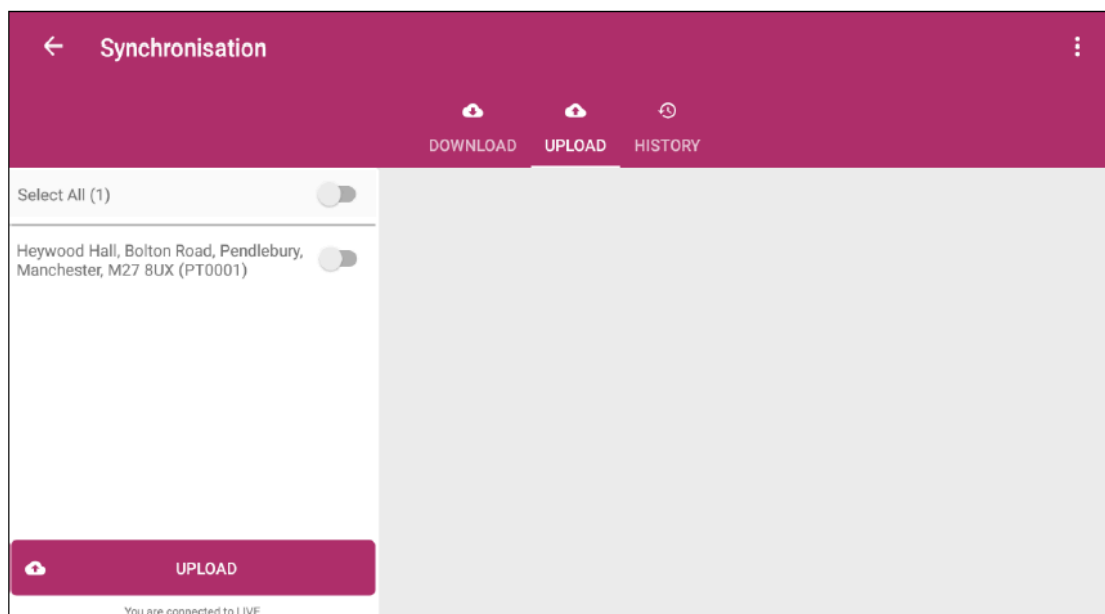 Synchronisation
DOWNLOAD
UPLOAD
HISTORY
Select All (1)
Heywood Hall, Bolton Road, Pendlebury,
Manchester, M27 8UX (PT0001)
UPLOAD
You are connected to LIVE